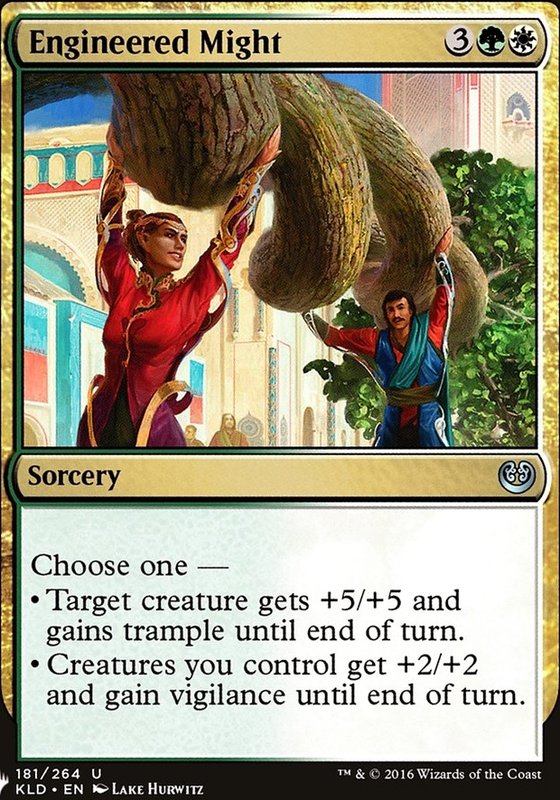 Engineered Might 3
Sorcery
Choose one —
• Target creature gets +5/+5 and
gains trample until end of turn.
• Creatures you control get +2/+2
and gain vigilance until end of turn.
181/264 U
KLD • EN Lake Hurwitz
™ & © 2016 Wizards of the Coast